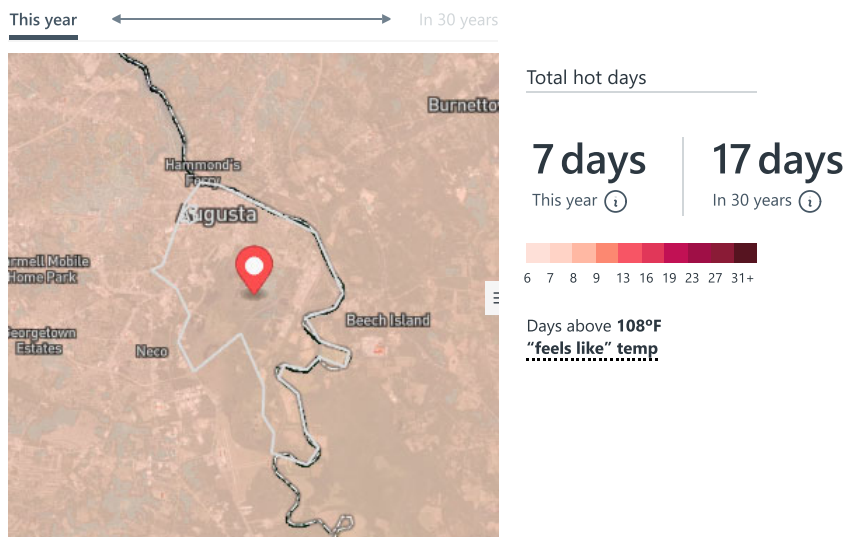 This year
In 30 years
Burnetto
Hammond's
Ferry
Augusta
armell Mobile
Home Park
Beech Island
Georgetown
Estates
Neco
Total hot days
7 days
17 days
This year i
In 30 years i
6 7 8 9 13 16 19 23 27 31+
Days above 108ºF
“feels like” temp